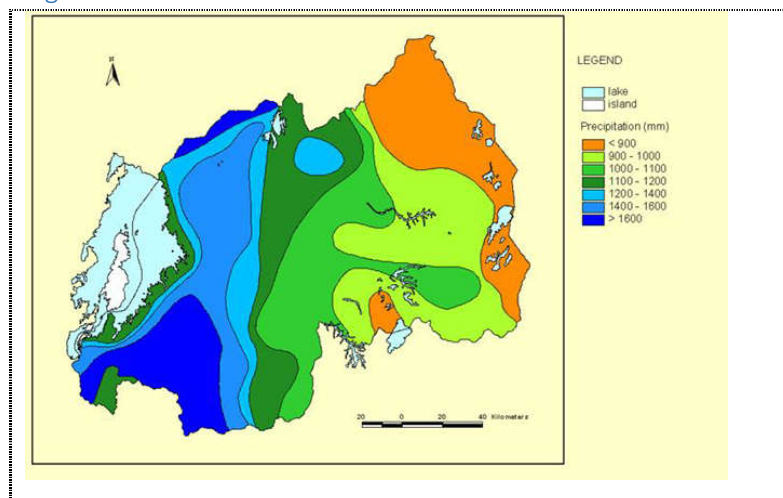 N
LEGEND
lake
island
Precipitation (mm)
< 900
900 - 1000
1000 - 1100
1100 - 1200
1200 - 1400
1400 - 1600
> 1600
20 0 20 40 Kilometers